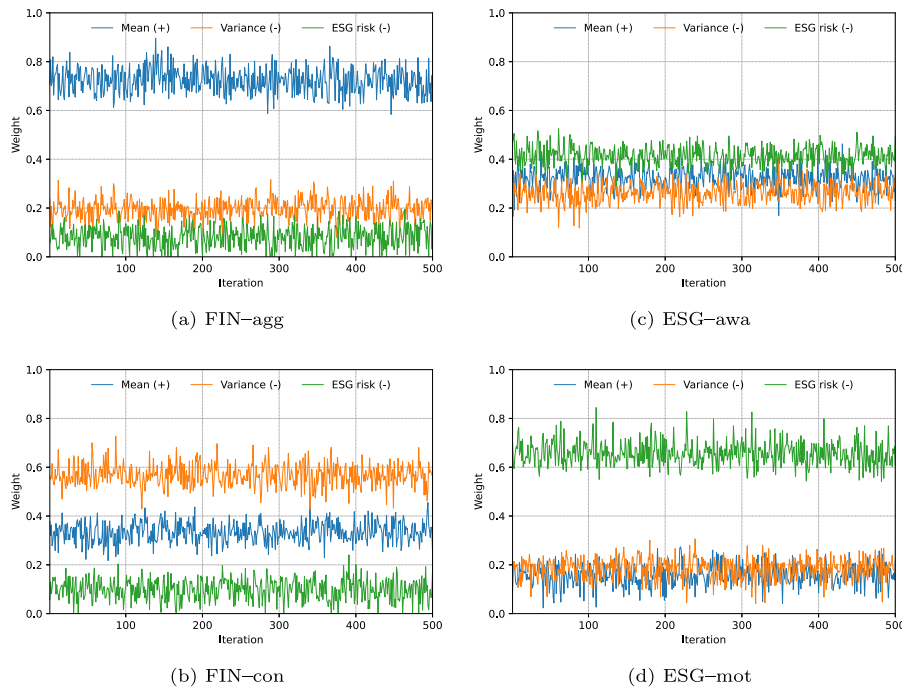 Mean (+) Variance (-) ESG risk (-)
1.0
0.8
0.6
0.4
0.2
0.0
Weight
100 200 300 400 500
Iteration
(a) FIN–agg
Mean (+) Variance (-) ESG risk (-)
1.0
0.8
0.6
0.4
0.2
0.0
Weight
100 200 300 400 500
Iteration
(c) ESG–awa
Mean (+) Variance (-) ESG risk (-)
1.0
0.8
0.6
0.4
0.2
0.0
Weight
100 200 300 400 500
Iteration
(b) FIN–con
Mean (+) Variance (-) ESG risk (-)
1.0
0.8
0.6
0.4
0.2
0.0
Weight
100 200 300 400 500
Iteration
(d) ESG–mot